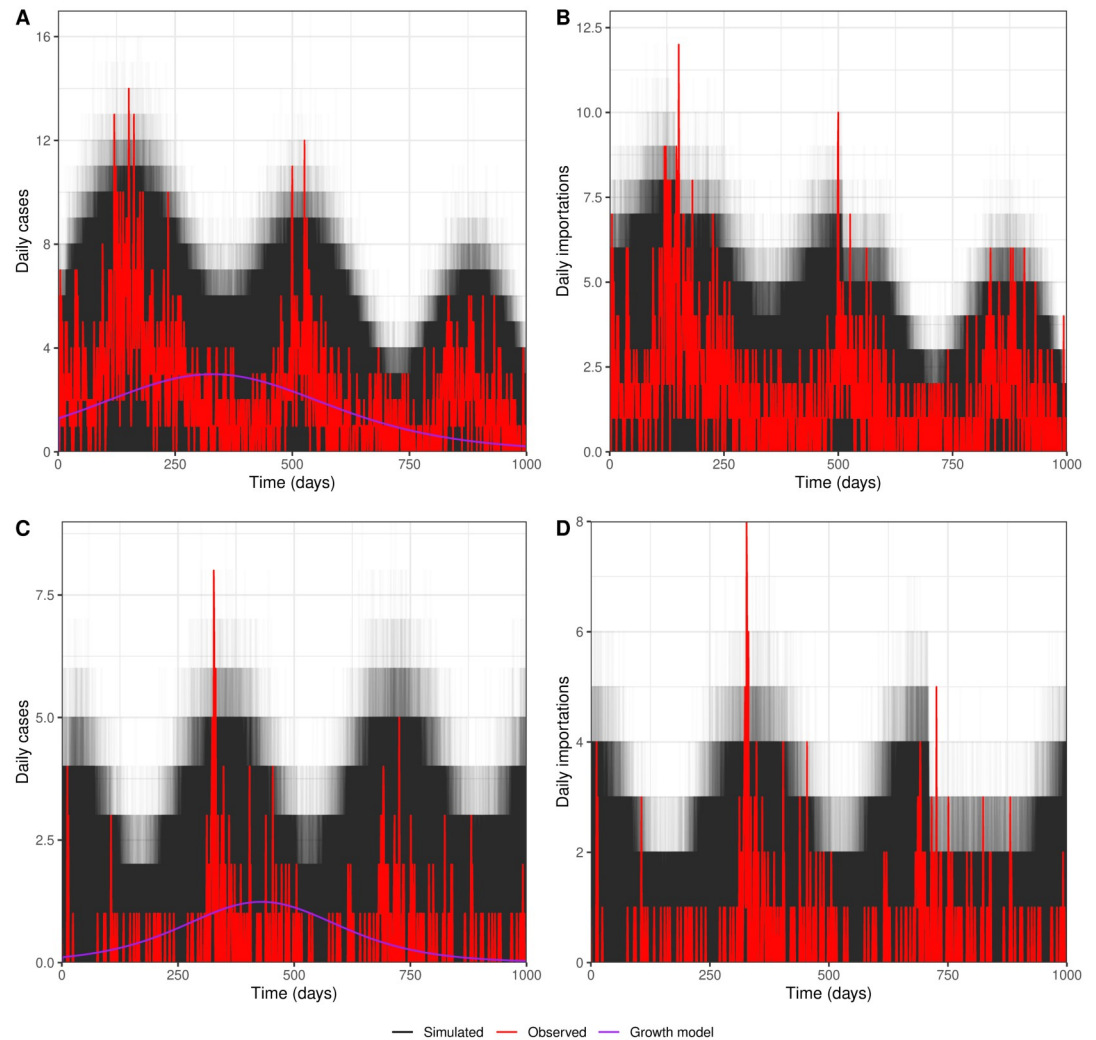 A
16
12
8
4
0
Daily cases
0 250 500 750 1000
Time (days)
B
12.5
10.0
7.5
5.0
2.5
0.0
Daily importations
0 250 500 750 1000
Time (days)
C
7.5
5.0
2.5
0.0
Daily cases
0 250 500 750 1000
Time (days)
D
8
6
4
2
0
Daily importations
0 250 500 750 1000
Time (days)
Simulated Observed Growth model